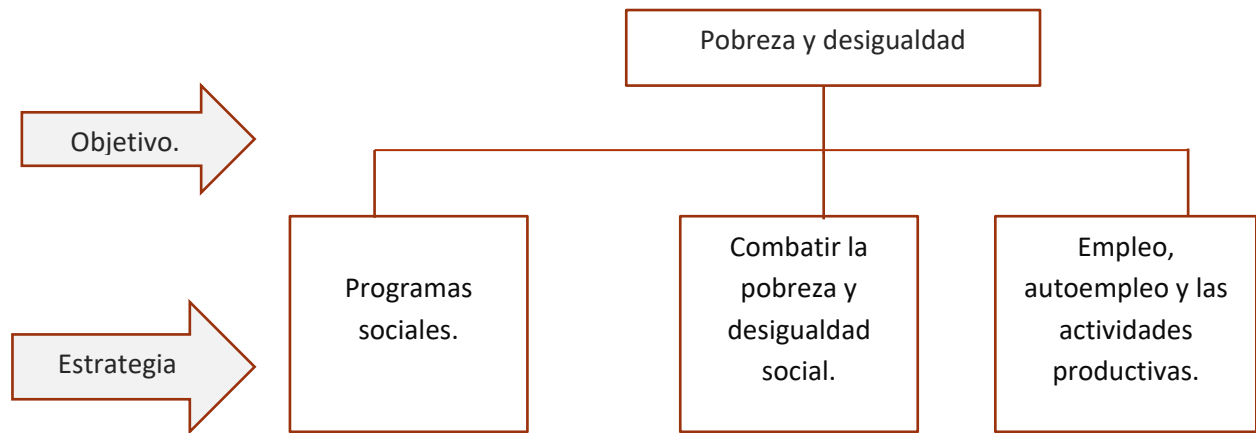 Pobreza y desigualdad
Objetivo.
Programas
sociales.
Combatir la
pobreza y
desigualdad
social.
Empleo,
autoempleo y las
actividades
productivas.
Estrategia